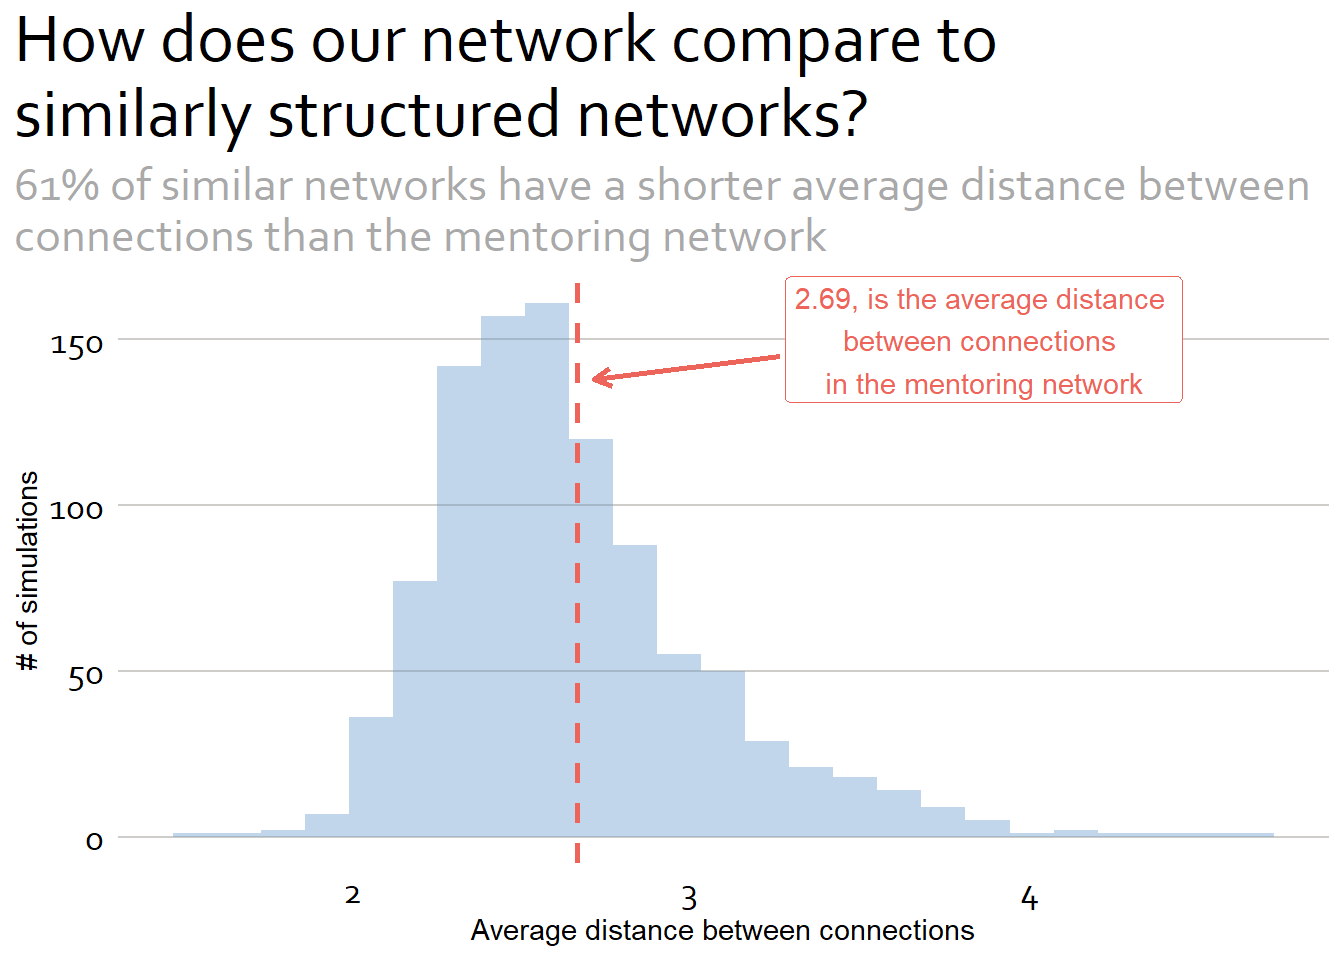 How does our network compare to
similarly structured networks?
61% of similar networks have a shorter average distance between
connections than the mentoring network
2.69, is the average distance
between connections
in the mentoring network
150
100
50
0
# of simulations
2
3
4
Average distance between connections